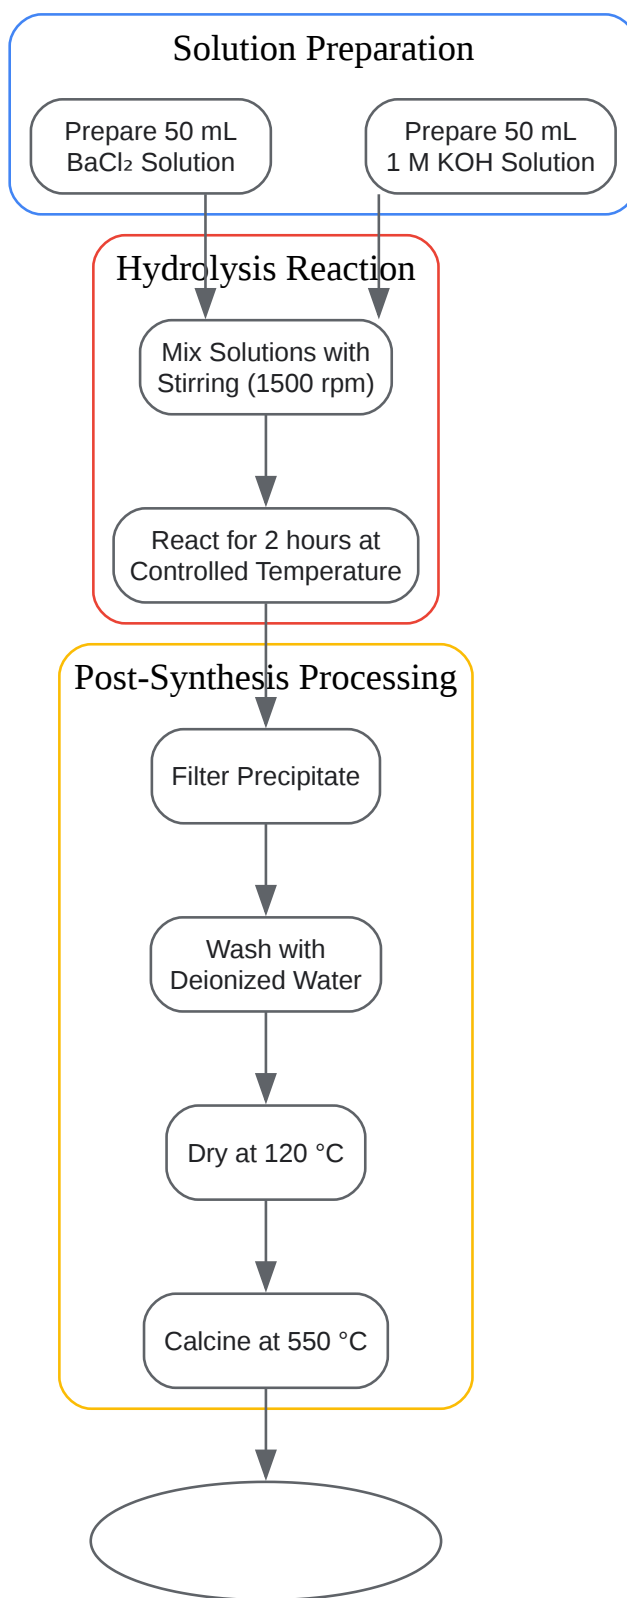 Solution Preparation
Prepare 50 mL
BaCl₂ Solution
Prepare 50 mL
1 M KOH Solution
Hydrolysis Reaction
Mix Solutions with
Stirring (1500 rpm)
React for 2 hours at
Controlled Temperature
Post-Synthesis Processing
Filter Precipitate
Wash with
Deionized Water
Dry at 120 °C
Calcine at 550 °C